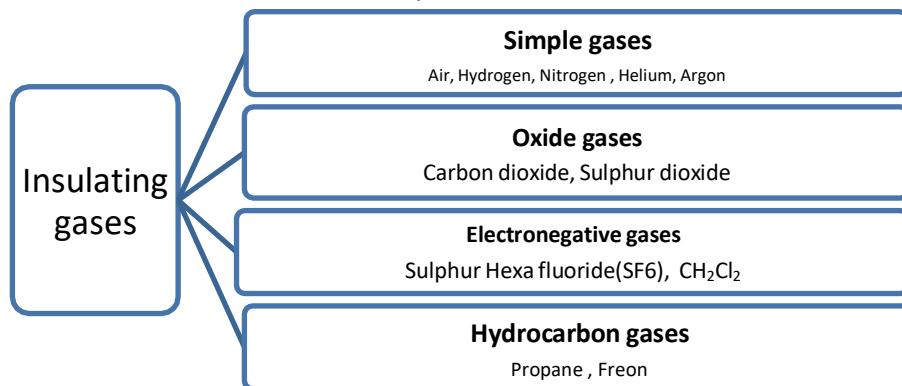 Insulating
gases
Simple gases
Air, Hydrogen, Nitrogen , Helium, Argon
Oxide gases
Carbon dioxide, Sulphur dioxide
Electronegative gases
Sulphur Hexa fluoride(SF6), CH₂Cl₂
Hydrocarbon gases
Propane , Freon